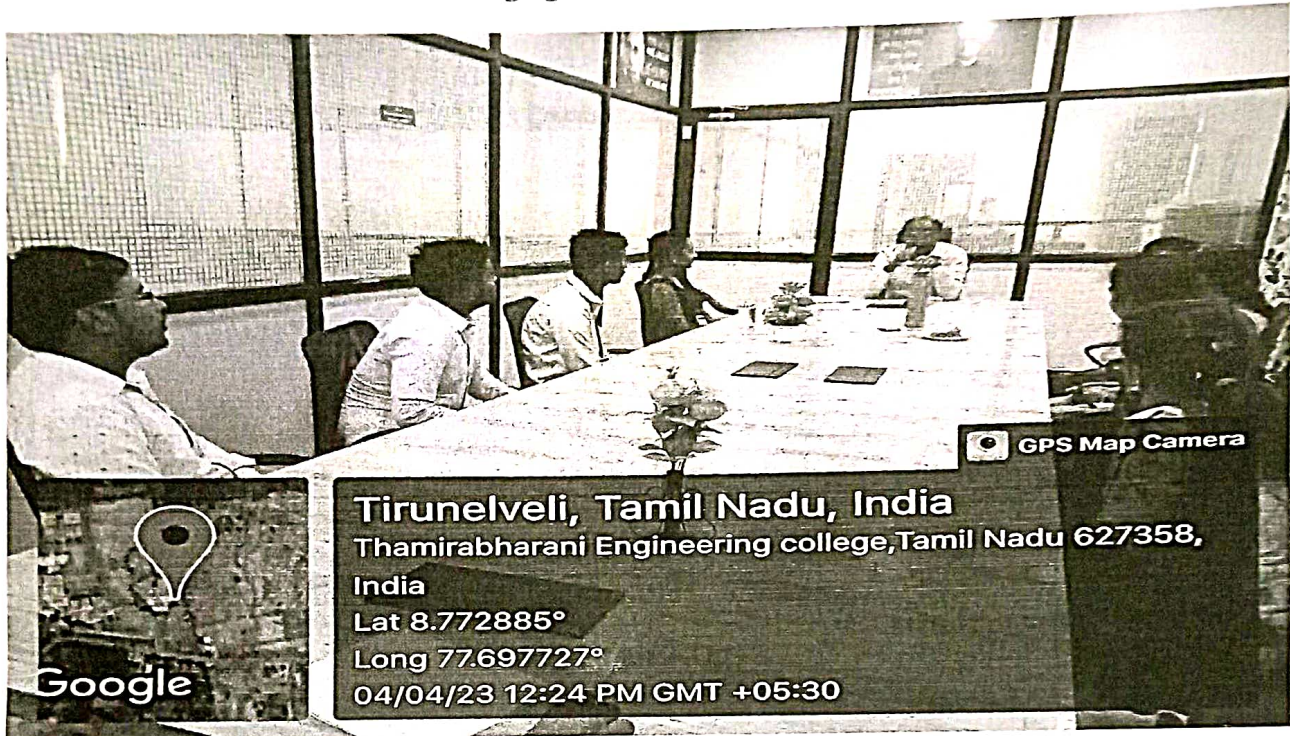 GPS Map Camera
Tirunelveli, Tamil Nadu, India
Thamirabharani Engineering college,Tamil Nadu 627358,
India
Lat 8.772885°
Long 77.697727°
04/04/23 12:24 PM GMT +05:30
Google